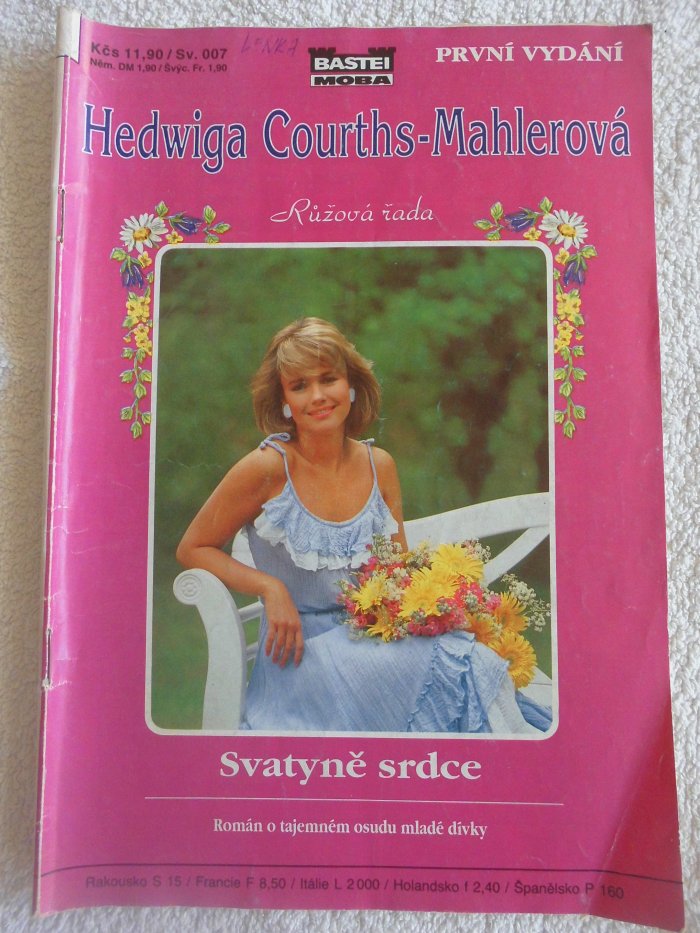 Kčs 11,90 / Sv. 007
Něm. DM 1,90 / Švýc. Fr. 1,90
BASTEI
MOBA
PRVNÍ VYDÁNÍ
Hedwiga Courths-Mahlerová
Růžová řada
Svatyně srdce
Román o tajemném osudu mladé dívky
Rakousko S 15 / Francie F 8,50 / Itálie L 2 000 / Holandsko f 2,40 / Španělsko P 160